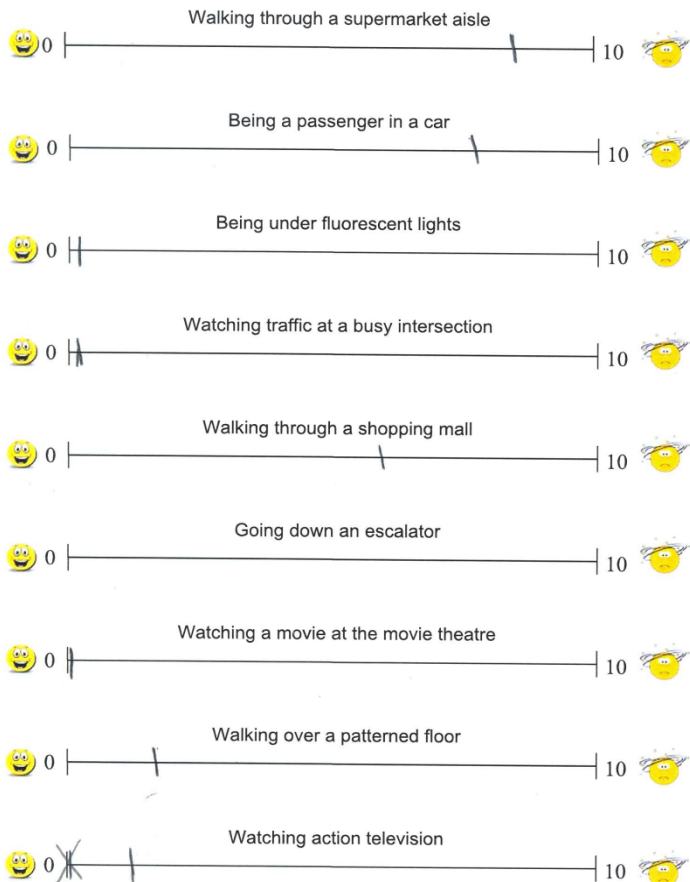 Walking through a supermarket aisle
0 10
Being a passenger in a car
0 10
Being under fluorescent lights
0 10
Watching traffic at a busy intersection
0 10
Walking through a shopping mall
0 10
Going down an escalator
0 10
Watching a movie at the movie theatre
0 10
Walking over a patterned floor
0 10
Watching action television
0 10